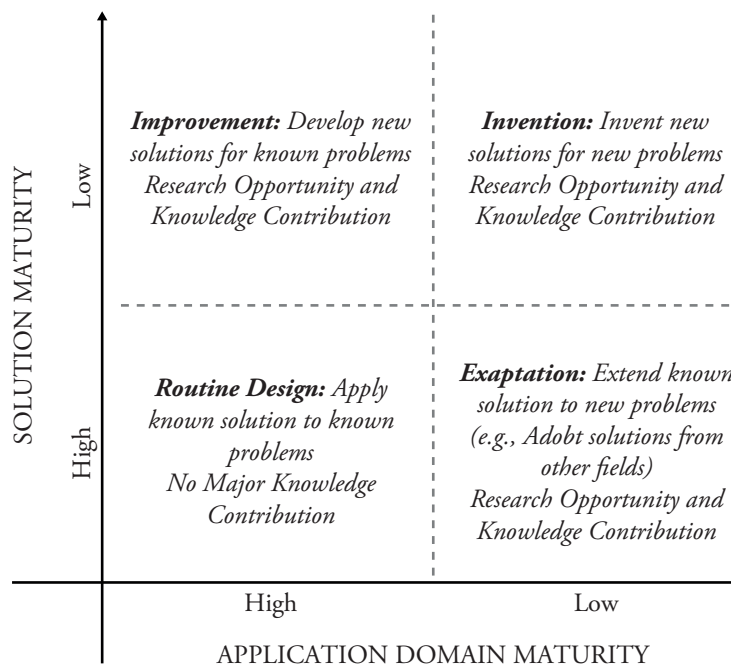 SOLUTION MATURITY
Low
High
Improvement: Develop new
solutions for known problems
Research Opportunity and
Knowledge Contribution
Invention: Invent new
solutions for new problems
Research Opportunity and
Knowledge Contribution
Routine Design: Apply
known solution to known
problems
No Major Knowledge
Contribution
Exaptation: Extend known
solution to new problems
(e.g., Adobt solutions from
other fields)
Research Opportunity and
Knowledge Contribution
High
Low
APPLICATION DOMAIN MATURITY